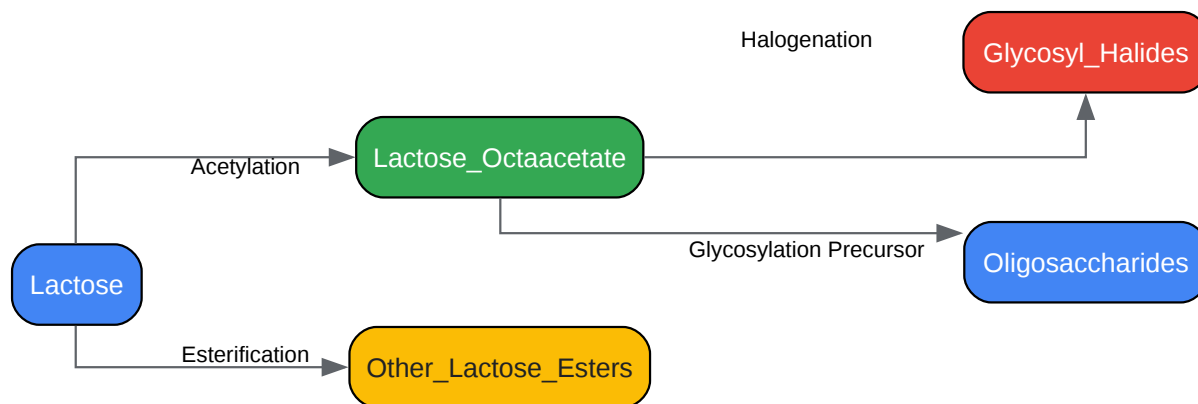 Halogenation
Glycosyl_Halides
Lactose_Octaacetate
Acetylation
Glycosylation Precursor
Oligosaccharides
Lactose
Esterification
Other_Lactose_Esters